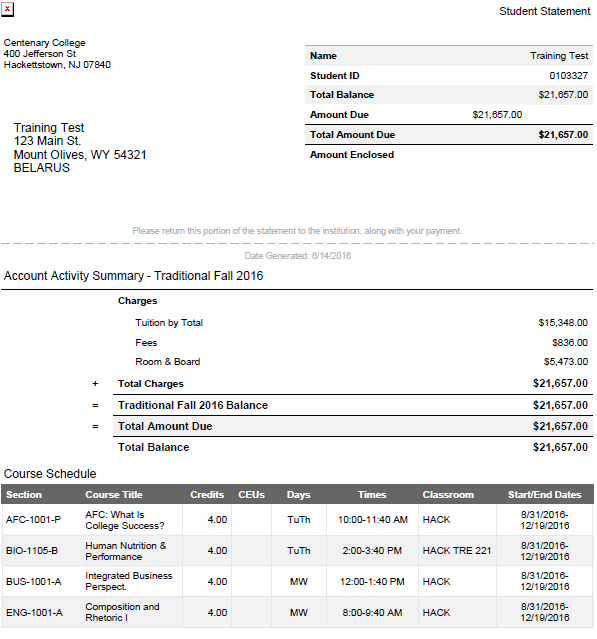 x
Student Statement
Centenary College
400 Jefferson St
Hackettstown, NJ 07840
Name Training Test
Student ID 0103327
Total Balance $21,657.00
Amount Due $21,657.00
Total Amount Due $21,657.00
Amount Enclosed
Training Test
123 Main St.
Mount Olives, WY 54321
BELARUS
Please return this portion of the statement to the institution, along with your payment.
Date Generated: 6/14/2016
Account Activity Summary - Traditional Fall 2016
Charges
Tuition by Total $15,348.00
Fees $836.00
Room & Board $5,473.00
+ Total Charges $21,657.00
= Traditional Fall 2016 Balance $21,657.00
= Total Amount Due $21,657.00
Total Balance $21,657.00
Course Schedule
Section Course Title Credits CEUs Days Times Classroom Start/End Dates
AFC-1001-P AFC: What Is College Success? 4.00 TuTh 10:00-11:40 AM HACK 8/31/2016-12/19/2016
BIO-1105-B Human Nutrition & Performance 4.00 TuTh 2:00-3:40 PM HACK TRE 221 8/31/2016-12/19/2016
BUS-1001-A Integrated Business Perspect. 4.00 MW 12:00-1:40 PM HACK 8/31/2016-12/19/2016
ENG-1001-A Composition and Rhetoric I 4.00 MW 8:00-9:40 AM HACK 8/31/2016-12/19/2016